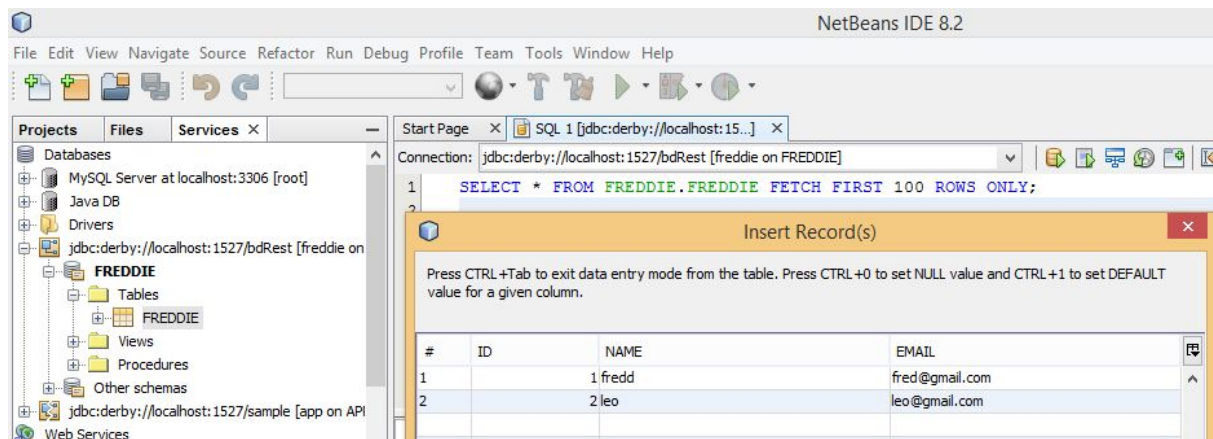 NetBeans IDE 8.2
File Edit View Navigate Source Refactor Run Debug Profile Team Tools Window Help
Projects Files Services
Databases
MySQL Server at localhost:3306 [root]
Java DB
Drivers
jdbc:derby://localhost:1527/bdRest [freddie on
FREDDIE
Tables
FREDDIE
Views
Procedures
Other schemas
jdbc:derby://localhost:1527/sample [app on API
Web Services
Start Page SQL 1 [jdbc:derby://localhost:15...]
Connection: jdbc:derby://localhost:1527/bdRest [freddie on FREDDIE]
1 SELECT * FROM FREDDIE.FREDDIE FETCH FIRST 100 ROWS ONLY;
2
Insert Record(s)
Press CTRL+Tab to exit data entry mode from the table. Press CTRL+0 to set NULL value and CTRL+1 to set DEFAULT
value for a given column.
# ID NAME EMAIL
1 1 fredd fred@gmail.com
2 2 leo leo@gmail.com